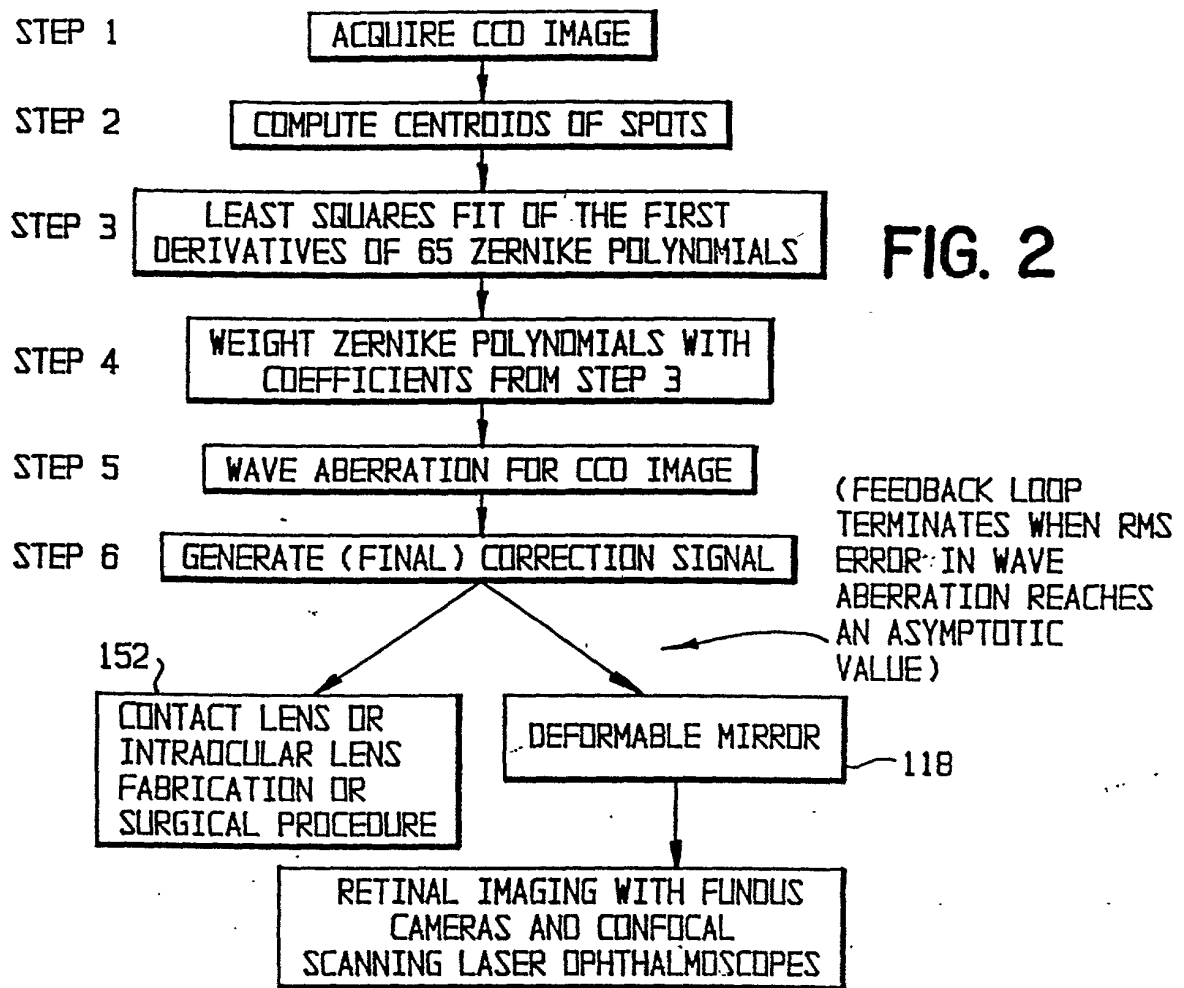 STEP 1
ACQUIRE CCD IMAGE
STEP 2
COMPUTE CENTROIDS OF SPOTS
STEP 3
LEAST SQUARES FIT OF THE FIRST
DERIVATIVES OF 65 ZERNIKE POLYNOMIALS
FIG. 2
STEP 4
WEIGHT ZERNIKE POLYNOMIALS WITH
COEFFICIENTS FROM STEP 3
STEP 5
WAVE ABERRATION FOR CCD IMAGE
STEP 6
GENERATE (FINAL) CORRECTION SIGNAL
(FEEDBACK LOOP
TERMINATES WHEN RMS
ERROR IN WAVE
ABERRATION REACHES
AN ASYMPTOTIC
VALUE)
152
CONTACT LENS OR
INTRAOCULAR LENS
FABRICATION OR
SURGICAL PROCEDURE
DEFORMABLE MIRROR
118
RETINAL IMAGING WITH FUNDUS
CAMERAS AND CONFOCAL
SCANNING LASER OPHTHALMOSCOPES